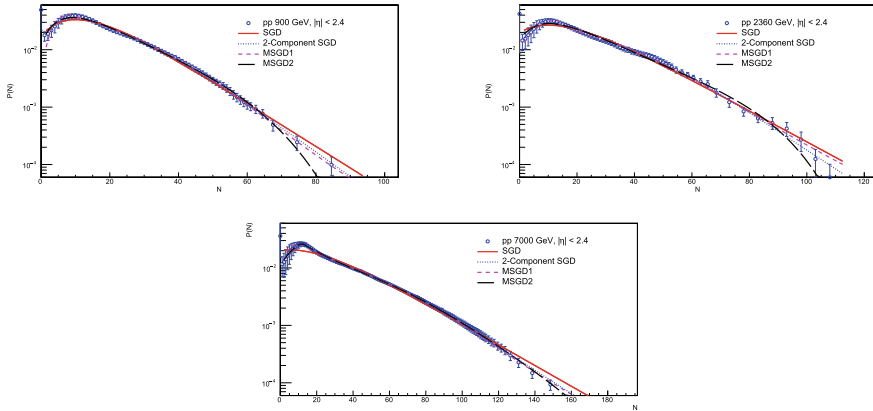 pp 900 GeV, |η| < 2.4
SGD
2-Component SGD
MSGD1
MSGD2
P(N)
10⁻²
10⁻³
10⁻⁴
0 20 40 60 80 100
N
pp 2360 GeV, |η| < 2.4
SGD
2-Component SGD
MSGD1
MSGD2
P(N)
10⁻²
10⁻³
10⁻⁴
0 20 40 60 80 100 120
N
pp 7000 GeV, |η| < 2.4
SGD
2-Component SGD
MSGD1
MSGD2
P(N)
10⁻²
10⁻³
10⁻⁴
0 20 40 60 80 100 120 140 160 180
N